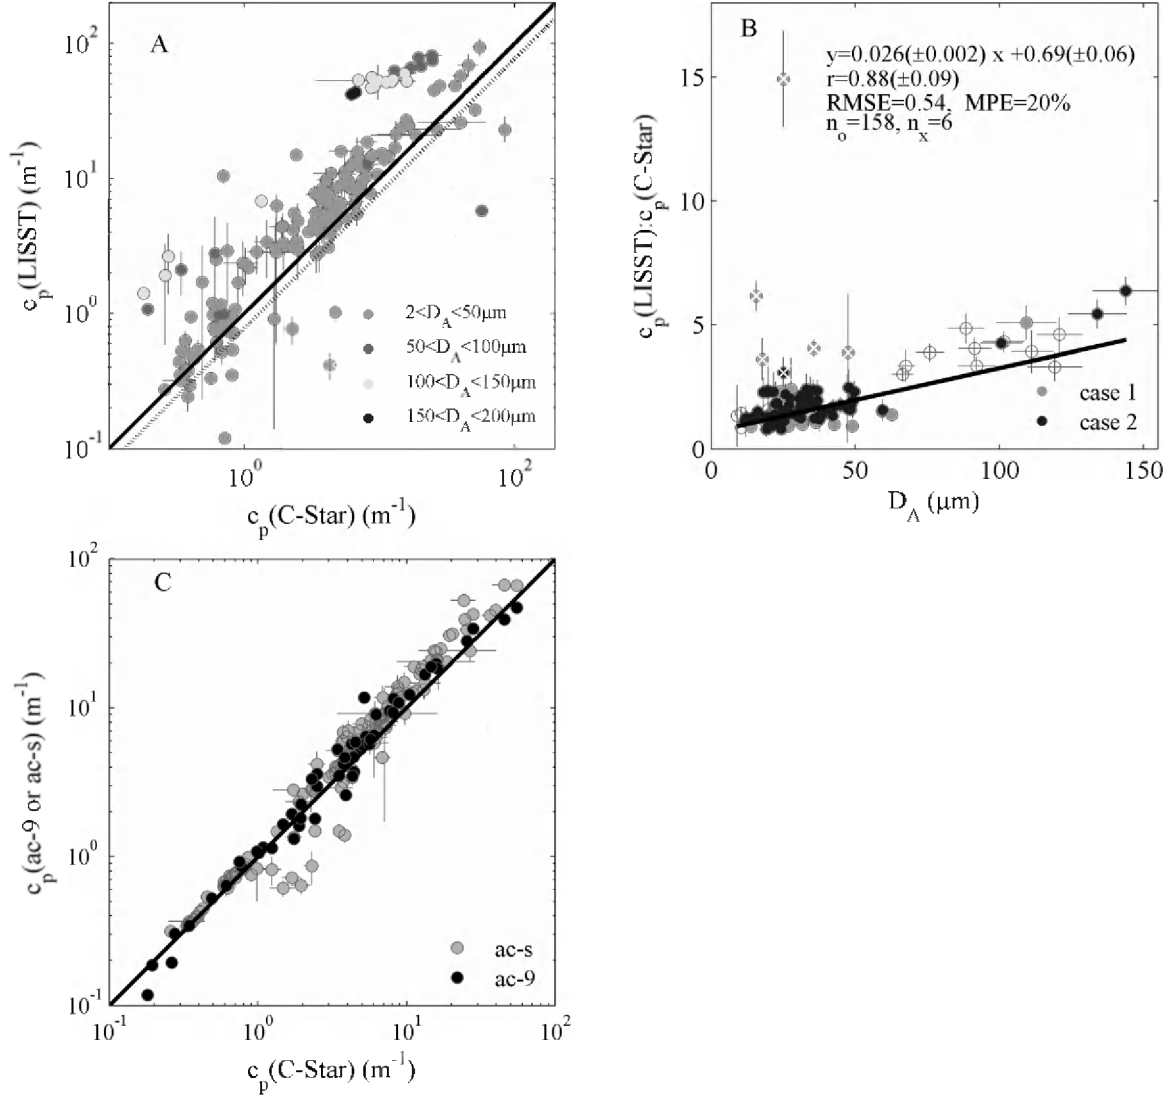 A
10^2
10^1
10^0
10^-1
c_p(LISST) (m^-1)
2<D_A<50μm
50<D_A<100μm
100<D_A<150μm
150<D_A<200μm
10^0
10^2
c_p(C-Star) (m^-1)
B
y=0.026(±0.002) x +0.69(±0.06)
r=0.88(±0.09)
RMSE=0.54, MPE=20%
n_o=158, n_x=6
15
10
5
0
c_p(LISST):c_p(C-Star)
case 1
case 2
0
50
100
150
D_A (μm)
C
10^2
10^1
10^0
10^-1
c_p(ac-9 or ac-s) (m^-1)
ac-s
ac-9
10^-1
10^0
10^1
10^2
c_p(C-Star) (m^-1)